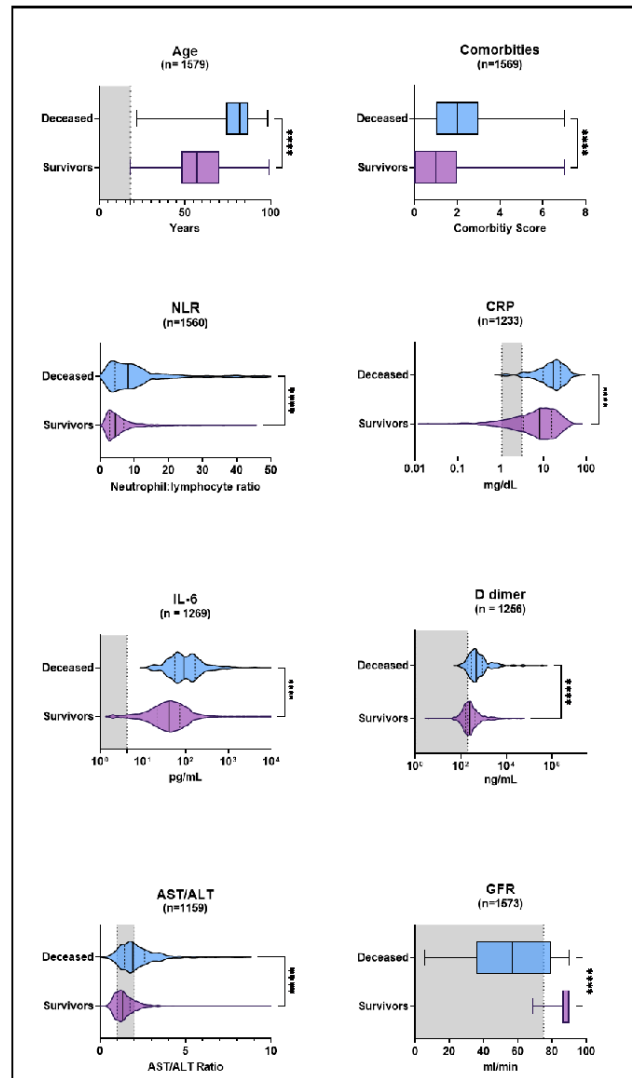 Age
(n= 1579)
Deceased
Survivors
****
0
50
100
Years
Comorbities
(n=1569)
Deceased
Survivors
****
0
2
4
6
8
Comorbitiy Score
NLR
(n=1560)
Deceased
Survivors
****
0
10
20
30
40
50
Neutrophil:lymphocyte ratio
CRP
(n=1233)
Deceased
Survivors
****
0.01
0.1
1
10
100
mg/dL
IL-6
(n = 1269)
Deceased
Survivors
****
10⁰
10¹
10²
10³
10⁴
pg/mL
D dimer
(n = 1256)
Deceased
Survivors
****
10⁰
10²
10⁴
10⁶
ng/mL
AST/ALT
(n=1159)
Deceased
Survivors
****
0
5
10
AST/ALT Ratio
GFR
(n=1573)
Deceased
Survivors
****
0
20
40
60
80
100
ml/min